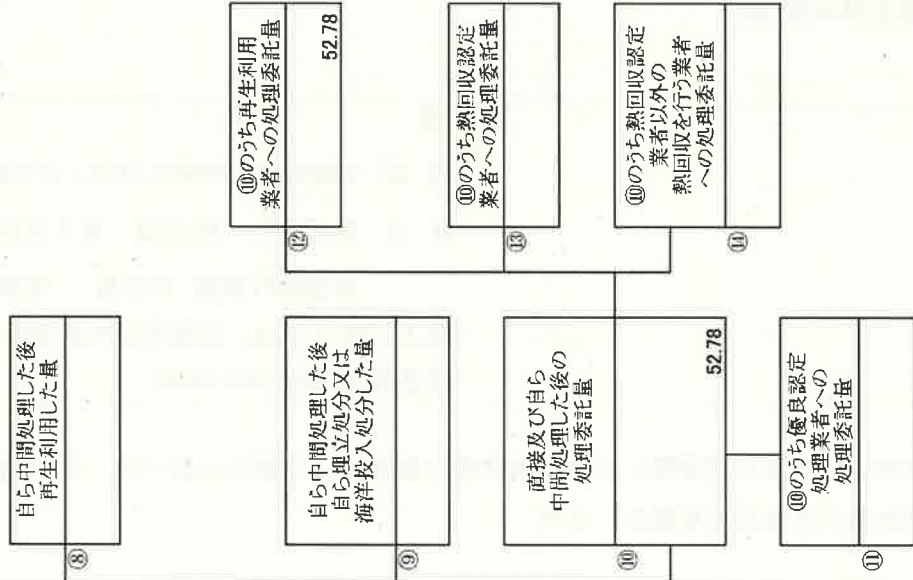 ⑧
自ら中間処理した後
再生利用した量
⑨
自ら中間処理した後
自ら埋立処分又は
海洋投入処分した量
⑩
直接及び自ら
中間処理した後の
処理委託量
52.78
⑪
⑩のうち優良認定
処理業者への
処理委託量
⑫
⑩のうち再生利用
業者への処理委託量
52.78
⑬
⑩のうち熱回収認定
業者への処理委託量
⑭
⑩のうち熱回収認定
業者以外の
熱回収を行う業者
への処理委託量